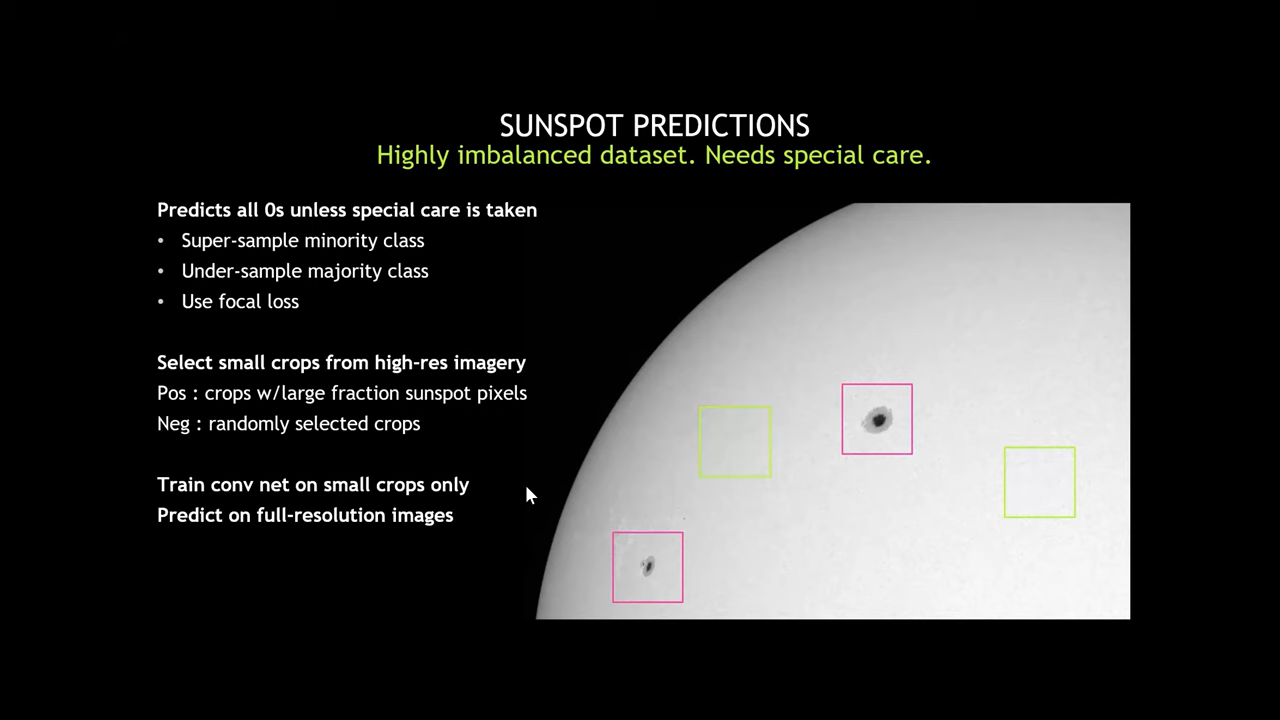 SUNSPOT PREDICTIONS
Highly imbalanced dataset. Needs special care.
Predicts all 0s unless special care is taken
• Super-sample minority class
• Under-sample majority class
• Use focal loss
Select small crops from high-res imagery
Pos : crops w/large fraction sunspot pixels
Neg : randomly selected crops
Train conv net on small crops only
Predict on full-resolution images